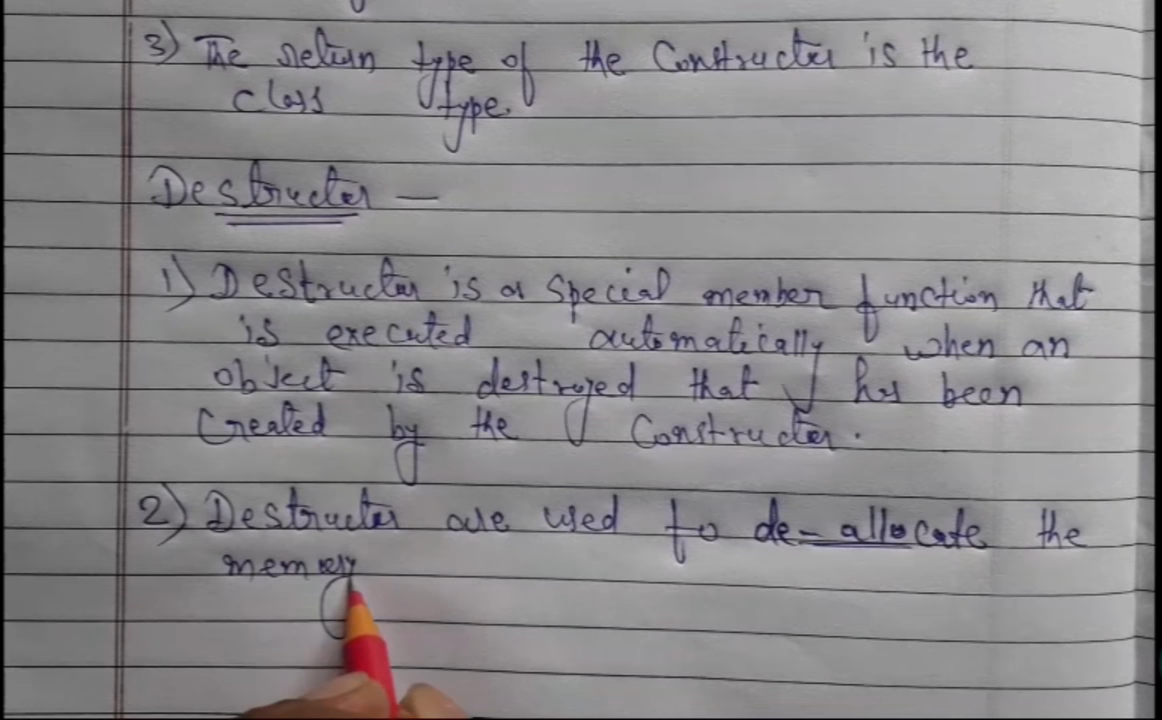 3) The return type of the Constructor is the
class type.
Destructor —
1) Destructor is a special member function that
is executed automatically when an
object is destroyed that has been
Created by the Constructor.
2) Destructor are used to de-allocate the
memory